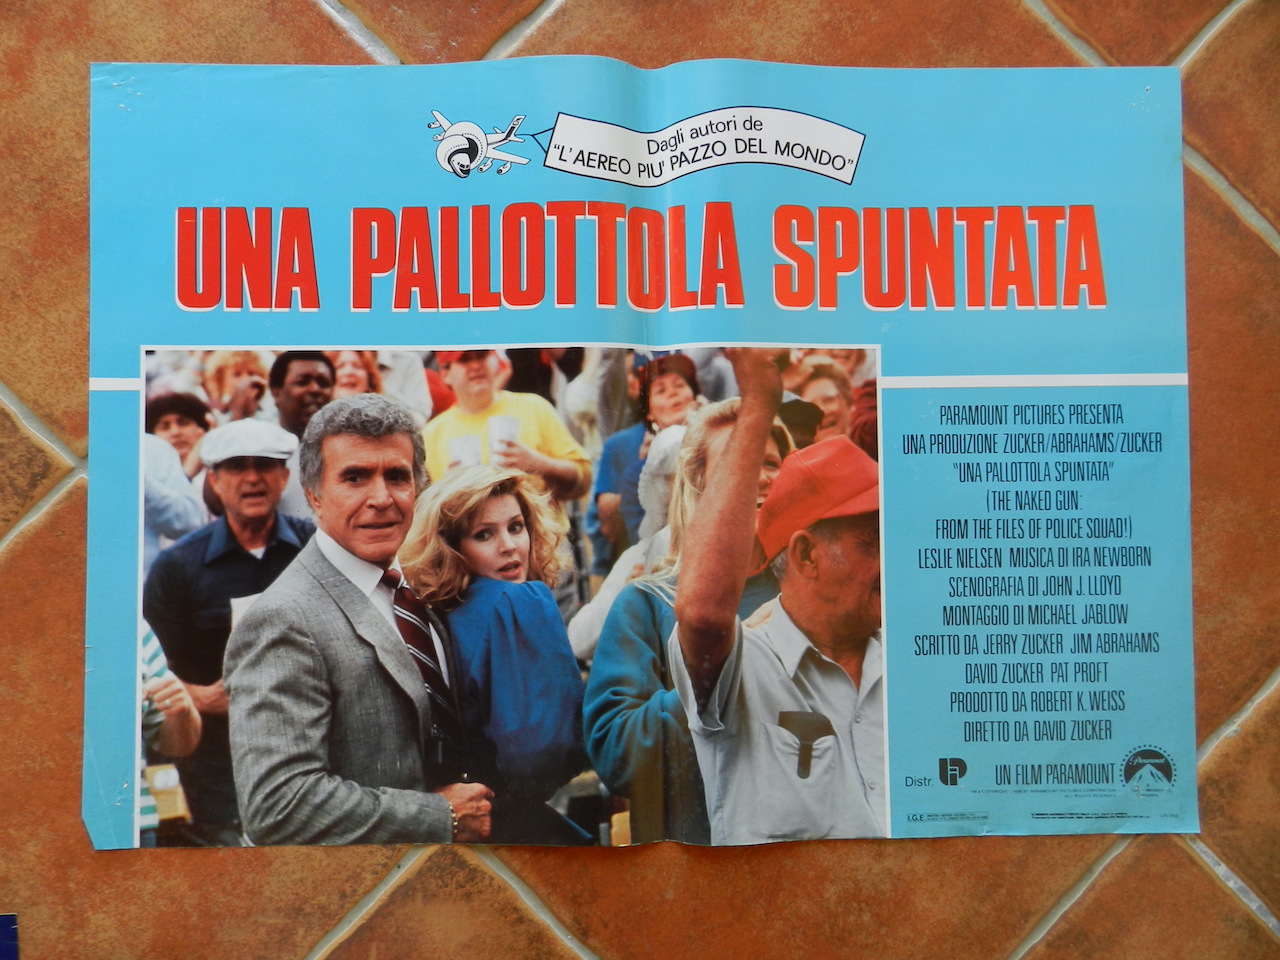 Dagli autori de
"L'AEREO PIU' PAZZO DEL MONDO"
UNA PALLOTTOLA SPUNTATA
PARAMOUNT PICTURES PRESENTA
UNA PRODUZIONE ZUCKER/ABRAHAMS/ZUCKER
"UNA PALLOTTOLA SPUNTATA"
(THE NAKED GUN:
FROM THE FILES OF POLICE SQUAD!)
LESLIE NIELSEN MUSICA DI IRA NEWBORN
SCENOGRAFIA DI JOHN J. LLOYD
MONTAGGIO DI MICHAEL JABLOW
SCRITTO DA JERRY ZUCKER JIM ABRAHAMS
DAVID ZUCKER PAT PROFT
PRODOTTO DA ROBERT K. WEISS
DIRETTO DA DAVID ZUCKER
Distr.
UN FILM PARAMOUNT
Paramount
I.G.E.